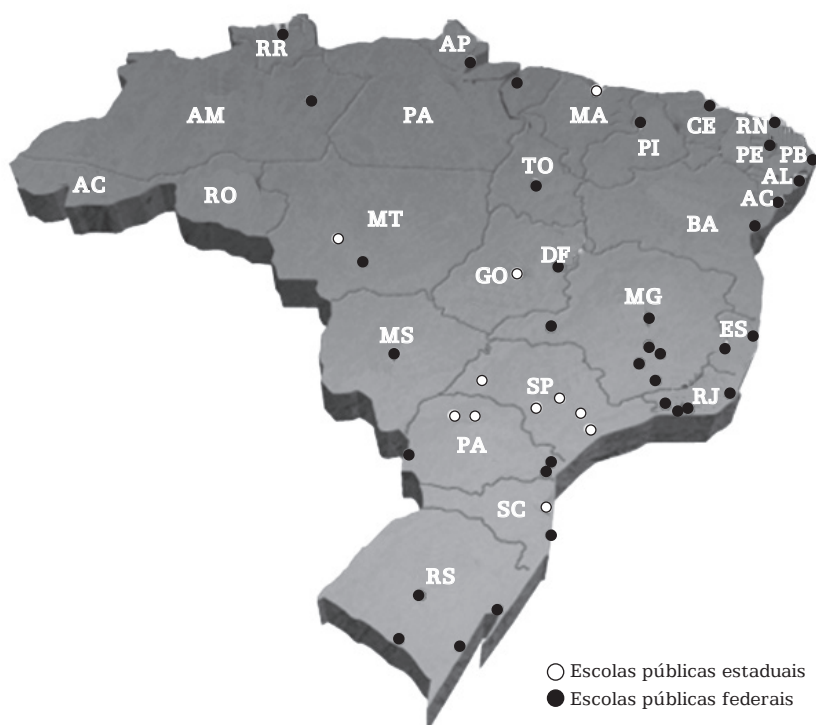 RR
AP
AM
PA
MA
CE
RN
PI
PE
PB
TO
AL
AC
AC
RO
MT
BA
DF
GO
MG
MS
ES
SP
RJ
PA
SC
RS
Escolas públicas estaduais
Escolas públicas federais